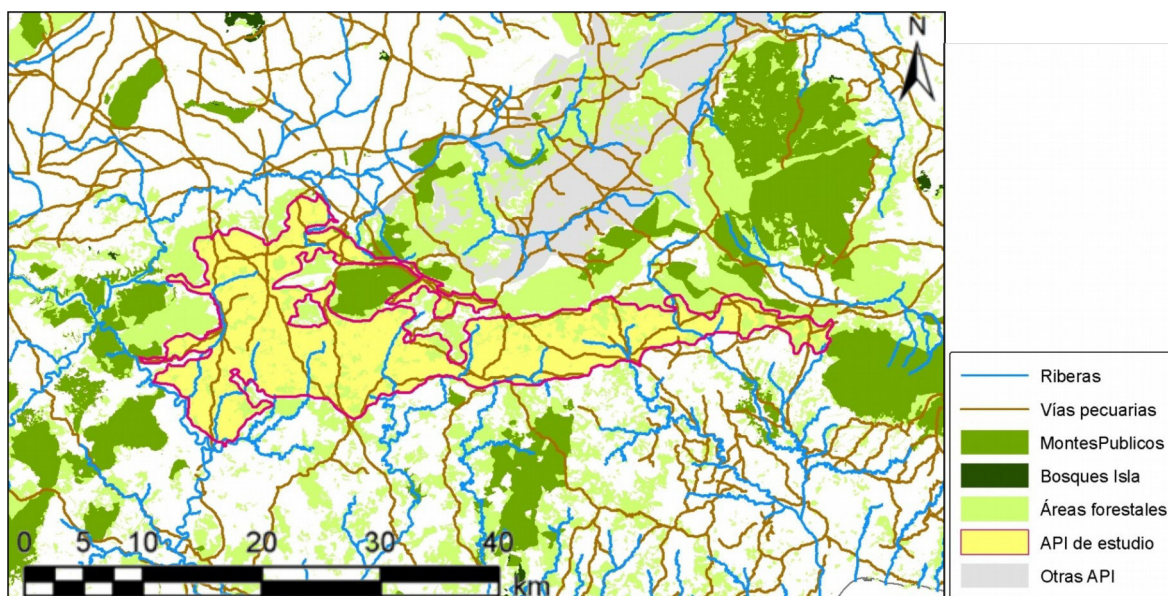 N
0 5 10 20 30 40
km
Riberas
Vías pecuarias
MontesPublicos
Bosques Isla
Áreas forestales
API de estudio
Otras API